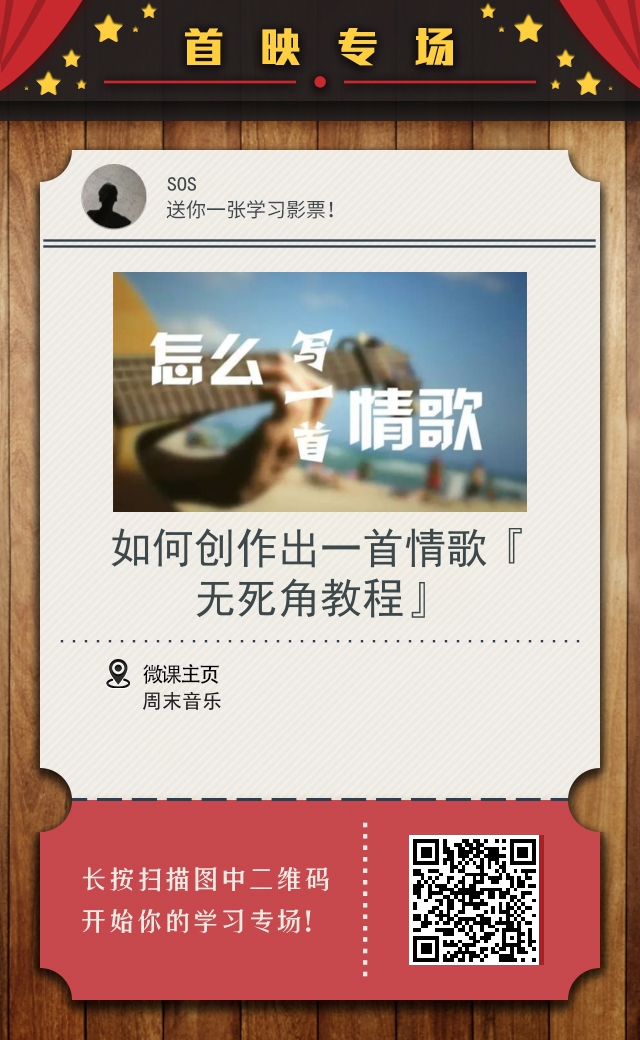 首映专场
SOS
送你一张学习影票!
怎么写一首情歌
如何创作出一首情歌『
无死角教程』
微课主页
周末音乐
长按扫描图中二维码
开始你的学习专场!